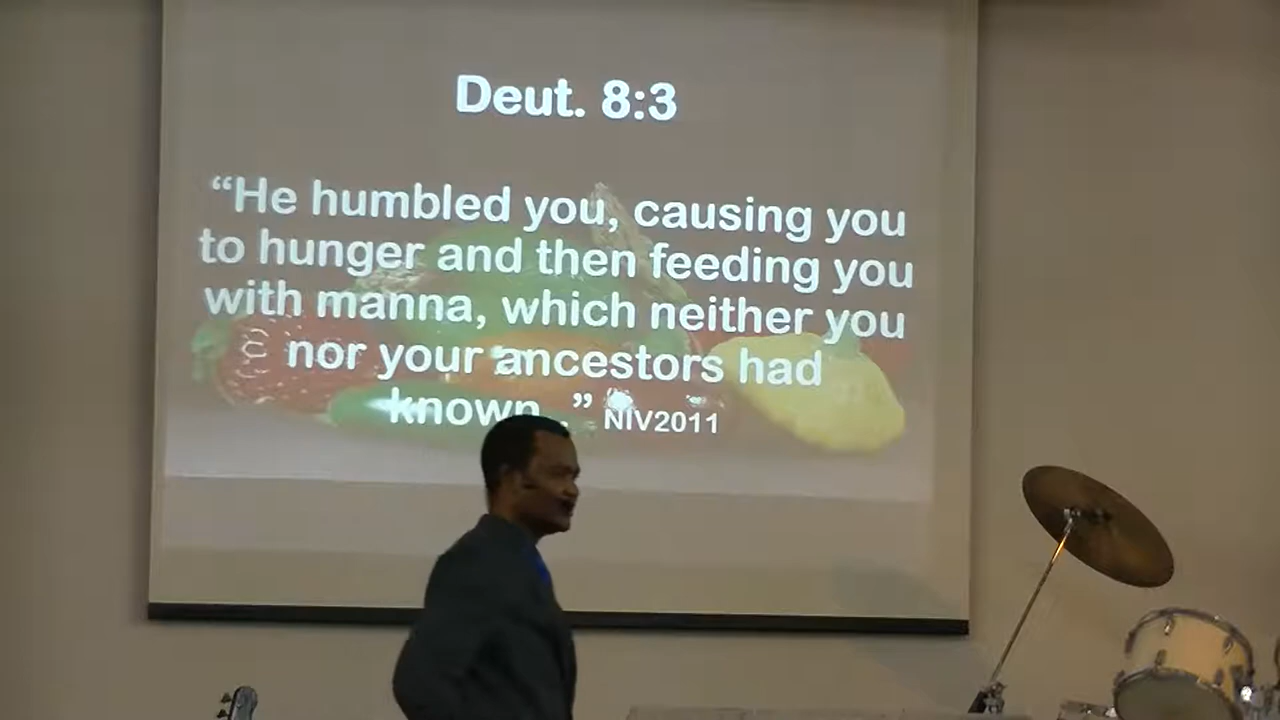 Deut. 8:3
“He humbled you, causing you
to hunger and then feeding you
with manna, which neither you
nor your ancestors had
known..” NIV2011